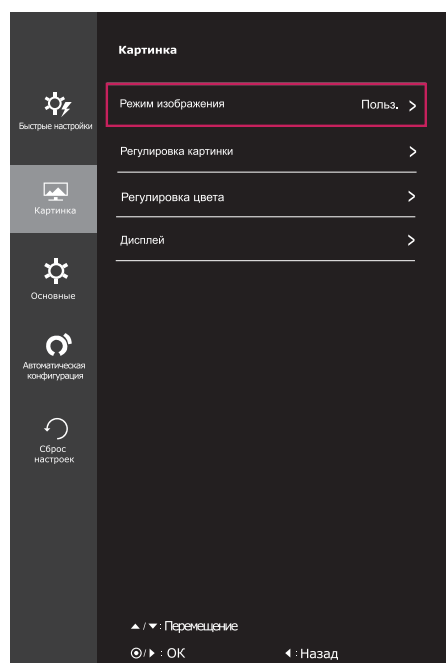 Картинка
Режим изображения Польз. >
Быстрые настройки
Регулировка картинки >
Картинка
Регулировка цвета >
Дисплей >
Основные
Автоматическая
конфигурация
Сброс
настроек
▲ / ▼ : Перемещение
◉/▶ : OK ◀ : Назад